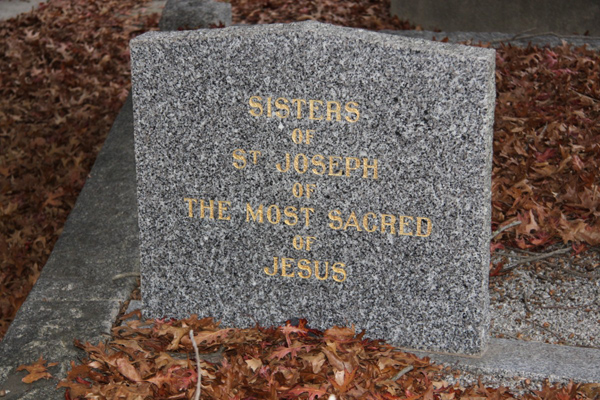 SISTERS
OF
ST JOSEPH
OF
THE MOST SACRED
OF
JESUS